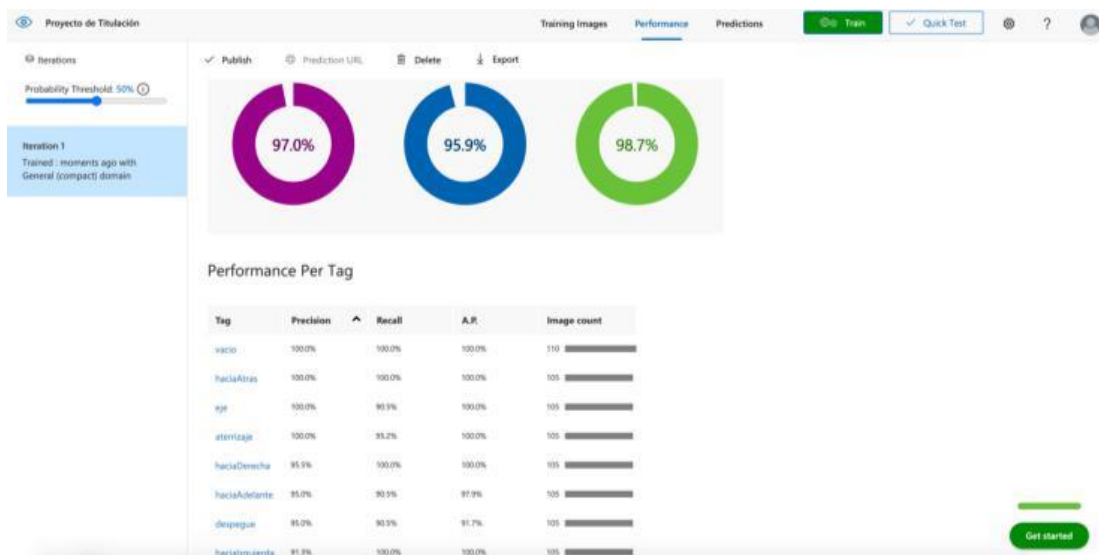 Proyecto de Titulación
Training Images Performance Predictions Train Quick Test ?
Iterations
Publish Prediction URL Delete Export
Probability Threshold: 50%
97.0% 95.9% 98.7%
Iteration 1
Trained : moments ago with
General (compact) domain
Performance Per Tag
Tag Precision Recall A.P. Image count
vacio 100.0% 100.0% 100.0% 110
haciaAtras 100.0% 100.0% 100.0% 105
eje 100.0% 90.5% 100.0% 105
aterrizaje 100.0% 95.2% 100.0% 105
haciaDerecha 95.5% 100.0% 100.0% 105
haciaAdelante 95.0% 90.5% 97.9% 105
despegue 95.0% 90.5% 91.7% 105
haciaIzquierda 91.3% 100.0% 100.0% 105
Get started